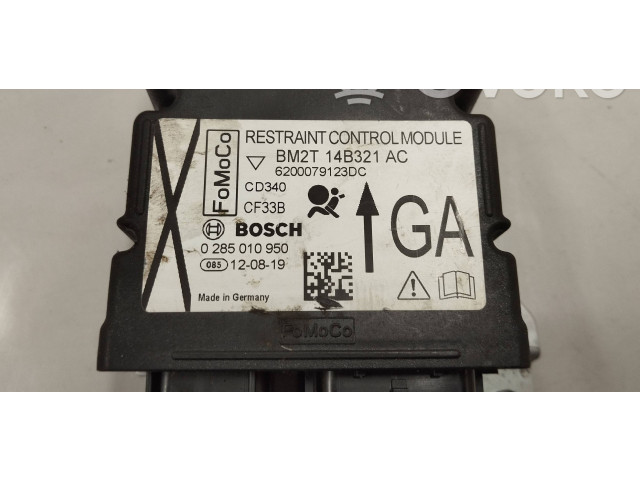 RESTRAINT CONTROL MODULE
FoMoCo
BM2T 14B321 AC
6200079123DC
CD340
CF33B
GA
BOSCH
0 285 010 950
085 12-08-19
Made in Germany
FoMoCo